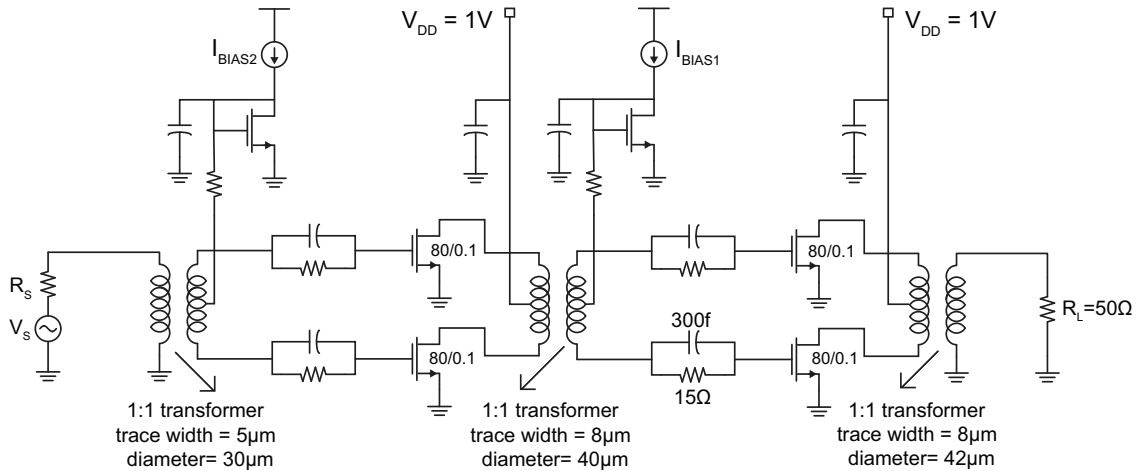 V_DD = 1V
V_DD = 1V
I_BIAS2
I_BIAS1
80/0.1
80/0.1
R_S
V_S
R_L=50Ω
300f
80/0.1
80/0.1
15Ω
1:1 transformer
trace width = 5μm
diameter= 30μm
1:1 transformer
trace width = 8μm
diameter= 40μm
1:1 transformer
trace width = 8μm
diameter= 42μm